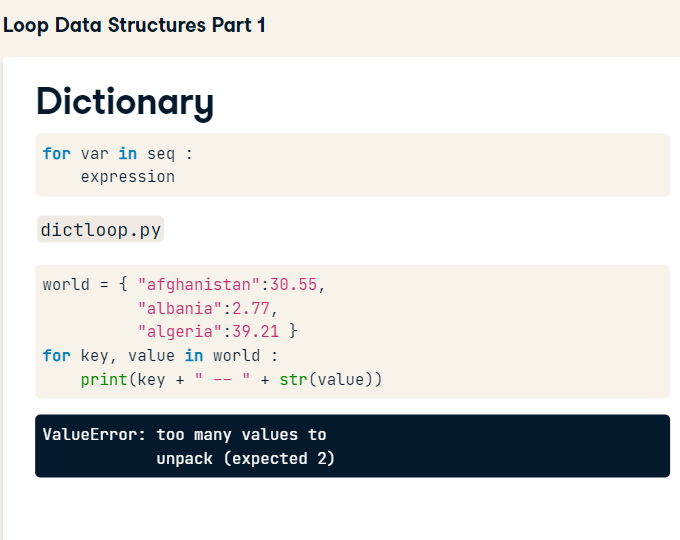 Loop Data Structures Part 1
Dictionary
for var in seq :
    expression
dictloop.py
world = { "afghanistan":30.55,
          "albania":2.77,
          "algeria":39.21 }
for key, value in world :
    print(key + " -- " + str(value))
ValueError: too many values to
            unpack (expected 2)